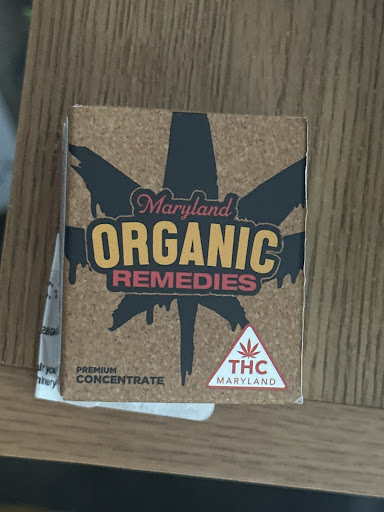 Maryland
ORGANIC
REMEDIES
PREMIUM
CONCENTRATE
THC
MARYLAND